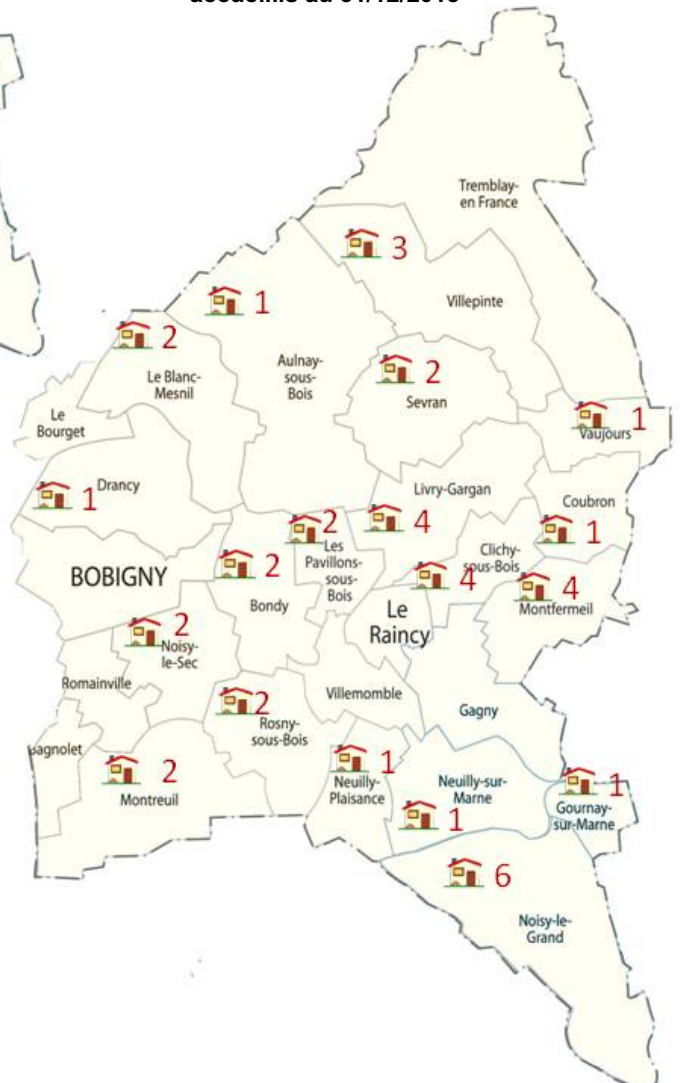 Tremblay-
en France
3
Villepinte
1
2
Aulnay-
sous-
Bois
Le Blanc-
Mesnil
2
Sevran
Le
Bourget
1
Vaujours
Drancy
1
Livry-Gargan
Coubron
2
4
1
Les
Pavillons-
sous-
Bois
Clichy-
sous-Bois
BOBIGNY
2
4
4
Bondy
Montfermeil
Le
Raincy
2
Noisy-
le-Sec
Romainville
Villemomble
2
Rosny-
sous-Bois
Gagny
Bagnolet
2
Montreuil
1
Neuilly-
Plaisance
Neuilly-sur-
Marne
1
1
Gournay-
sur-Marne
6
Noisy-le-
Grand